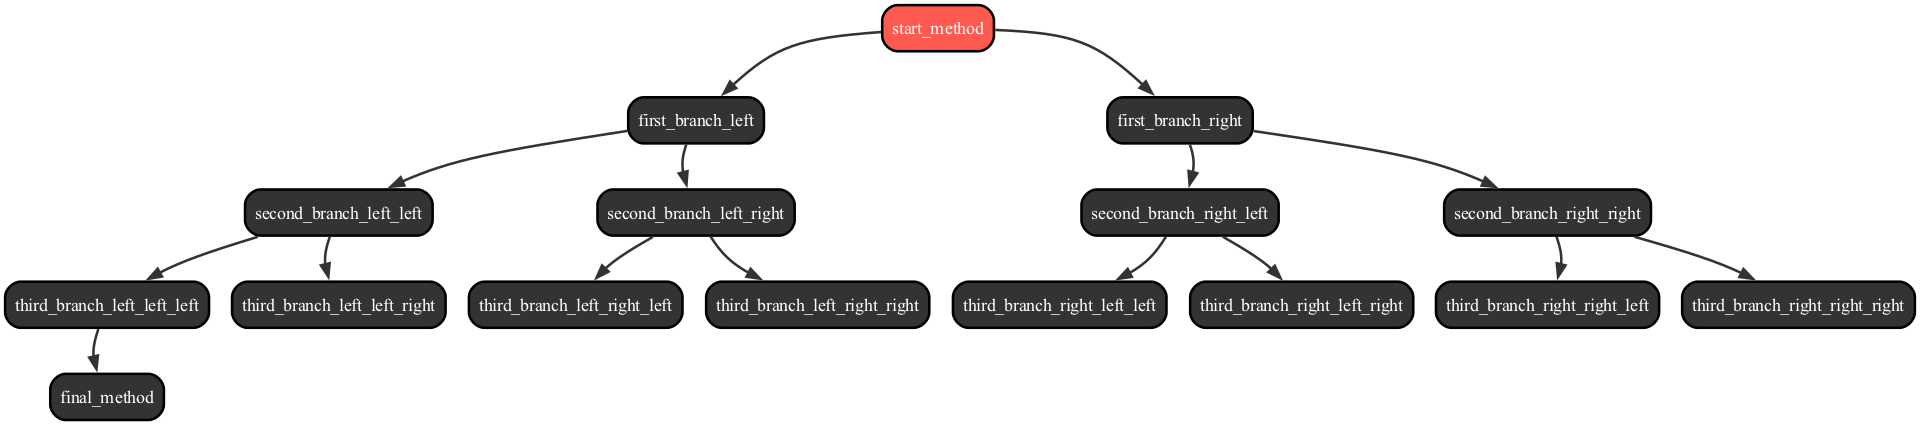 start_method
first_branch_left
first_branch_right
second_branch_left_left
second_branch_left_right
second_branch_right_left
second_branch_right_right
third_branch_left_left_left
third_branch_left_left_right
third_branch_left_right_left
third_branch_left_right_right
third_branch_right_left_left
third_branch_right_left_right
third_branch_right_right_left
third_branch_right_right_right
final_method